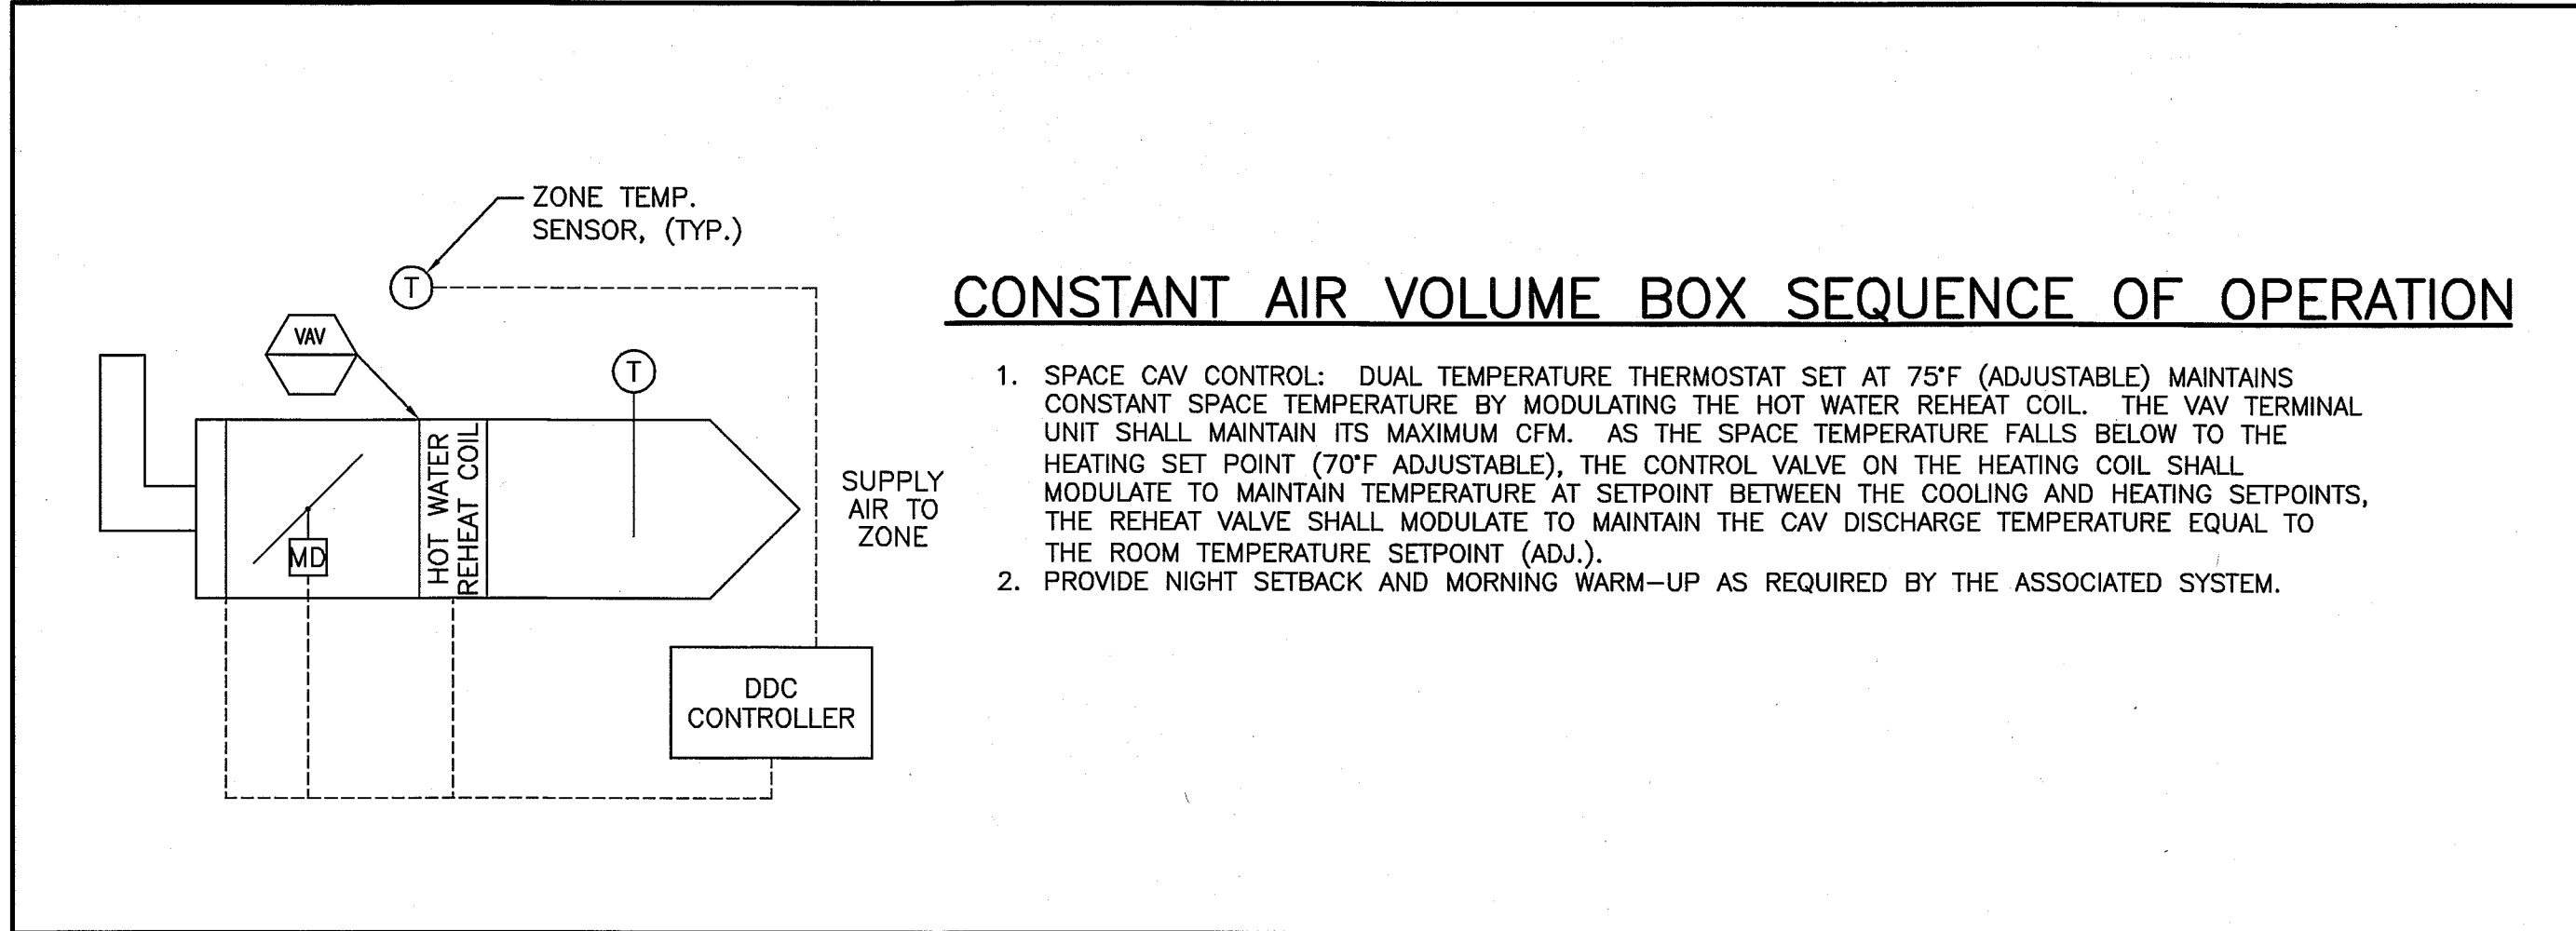 ZONE TEMP.
SENSOR, (TYP.)
T
VAV
T
HOT WATER
REHEAT COIL
MD
SUPPLY
AIR TO
ZONE
DDC
CONTROLLER
CONSTANT AIR VOLUME BOX SEQUENCE OF OPERATION
1. SPACE CAV CONTROL: DUAL TEMPERATURE THERMOSTAT SET AT 75°F (ADJUSTABLE) MAINTAINS
CONSTANT SPACE TEMPERATURE BY MODULATING THE HOT WATER REHEAT COIL. THE VAV TERMINAL
UNIT SHALL MAINTAIN ITS MAXIMUM CFM. AS THE SPACE TEMPERATURE FALLS BELOW TO THE
HEATING SET POINT (70°F ADJUSTABLE), THE CONTROL VALVE ON THE HEATING COIL SHALL
MODULATE TO MAINTAIN TEMPERATURE AT SETPOINT BETWEEN THE COOLING AND HEATING SETPOINTS,
THE REHEAT VALVE SHALL MODULATE TO MAINTAIN THE CAV DISCHARGE TEMPERATURE EQUAL TO
THE ROOM TEMPERATURE SETPOINT (ADJ.).
2. PROVIDE NIGHT SETBACK AND MORNING WARM-UP AS REQUIRED BY THE ASSOCIATED SYSTEM.